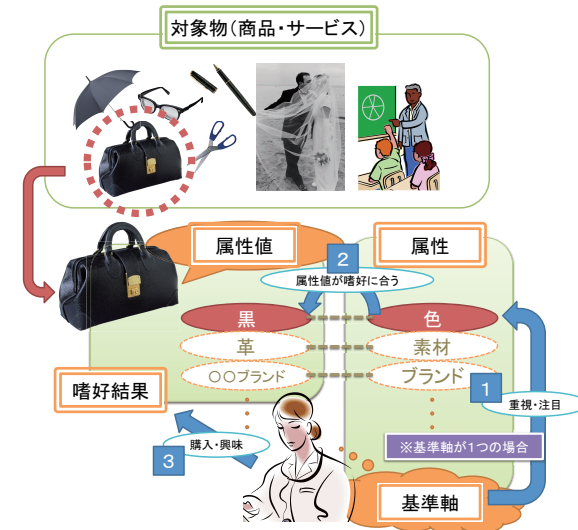 対象物(商品・サービス)
属性値
属性
2
属性値が嗜好に合う
黒
色
革
素材
○○ブランド
ブランド
嗜好結果
1
重視・注目
3
購入・興味
※基準軸が1つの場合
基準軸